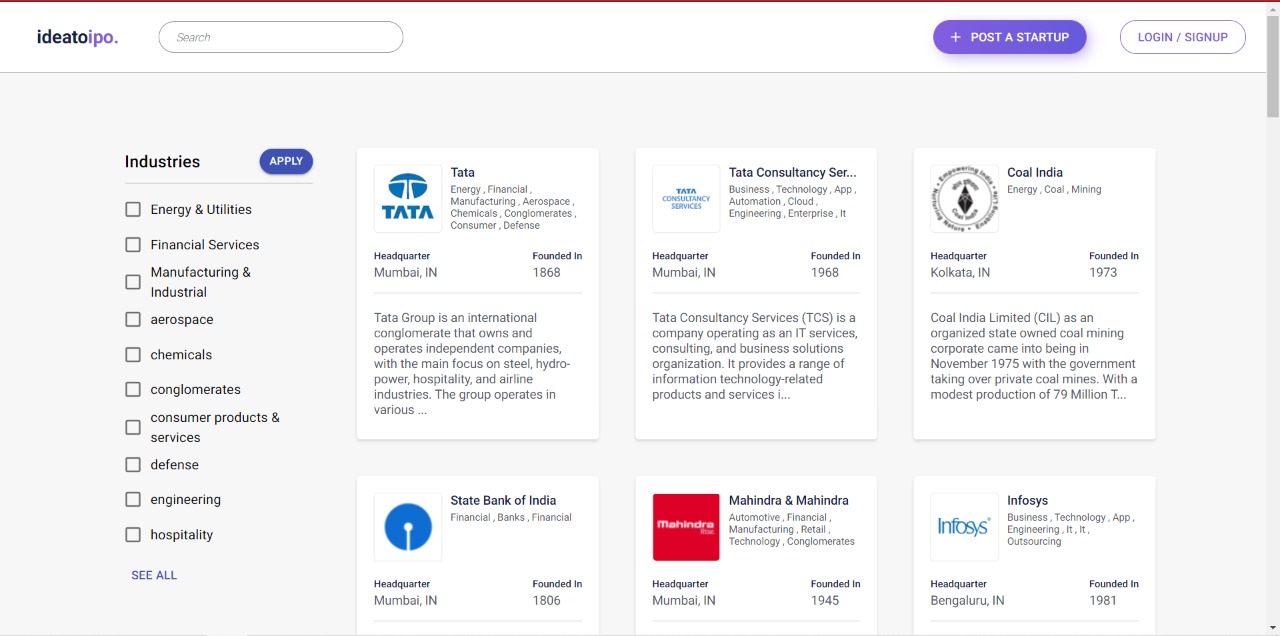 ideatoipo.
Search
+ POST A STARTUP
LOGIN / SIGNUP
Industries
APPLY
Energy & Utilities
Financial Services
Manufacturing &
Industrial
aerospace
chemicals
conglomerates
consumer products &
services
defense
engineering
hospitality
SEE ALL
TATA
Tata
Energy , Financial ,
Manufacturing , Aerospace ,
Chemicals , Conglomerates ,
Consumer , Defense
Headquarter Founded In
Mumbai, IN 1868
Tata Group is an international
conglomerate that owns and
operates independent companies,
with the main focus on steel, hydro-
power, hospitality, and airline
industries. The group operates in
various ...
TATA
CONSULTANCY
SERVICES
Tata Consultancy Ser...
Business , Technology , App ,
Automation , Cloud ,
Engineering , Enterprise , It
Headquarter Founded In
Mumbai, IN 1968
Tata Consultancy Services (TCS) is a
company operating as an IT services,
consulting, and business solutions
organization. It provides a range of
information technology-related
products and services i...
Empowering India
Coal India
Coal India
Energy , Coal , Mining
Headquarter Founded In
Kolkata, IN 1973
Coal India Limited (CIL) as an
organized state owned coal mining
corporate came into being in
November 1975 with the government
taking over private coal mines. With a
modest production of 79 Million T...
State Bank of India
Financial , Banks , Financial
Headquarter Founded In
Mumbai, IN 1806
Mahindra
Rise.
Mahindra & Mahindra
Automotive , Financial ,
Manufacturing , Retail ,
Technology , Conglomerates
Headquarter Founded In
Mumbai, IN 1945
Infosys®
Infosys
Business , Technology , App ,
Engineering , It , It ,
Outsourcing
Headquarter Founded In
Bengaluru, IN 1981